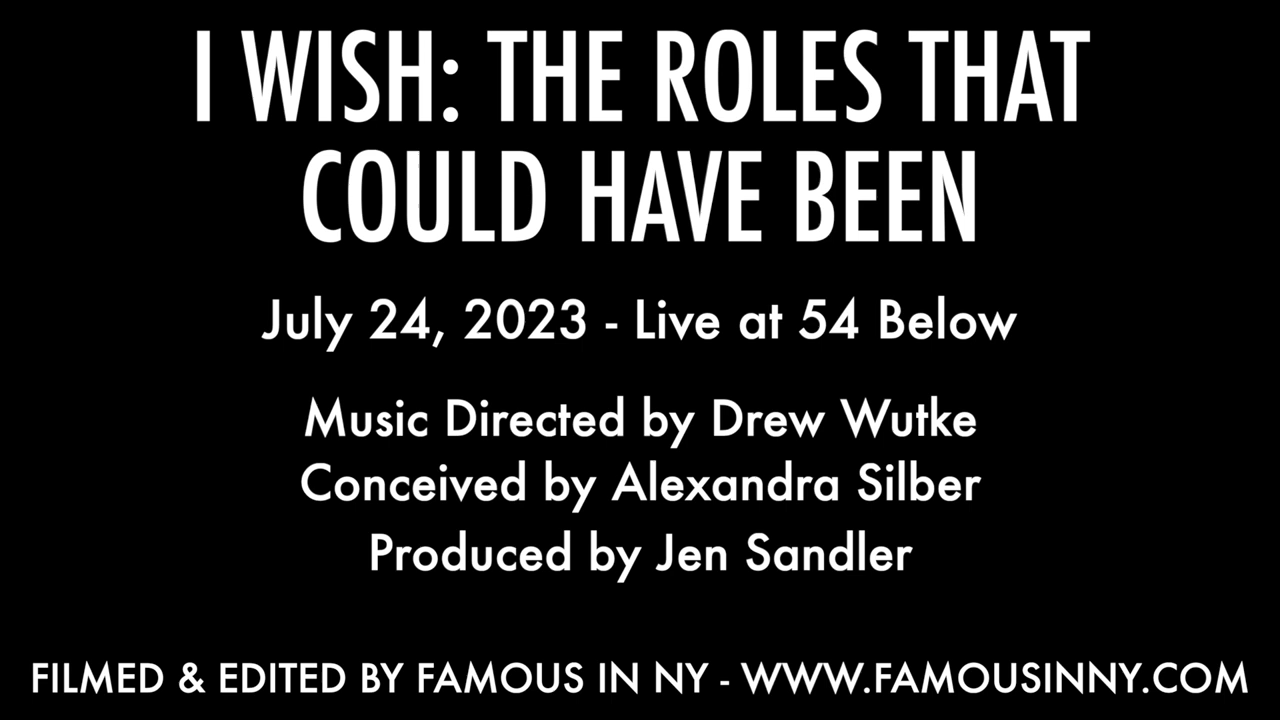 I WISH: THE ROLES THAT
COULD HAVE BEEN
July 24, 2023 - Live at 54 Below
Music Directed by Drew Wutke
Conceived by Alexandra Silber
Produced by Jen Sandler
FILMED & EDITED BY FAMOUS IN NY - WWW.FAMOUSINNY.COM